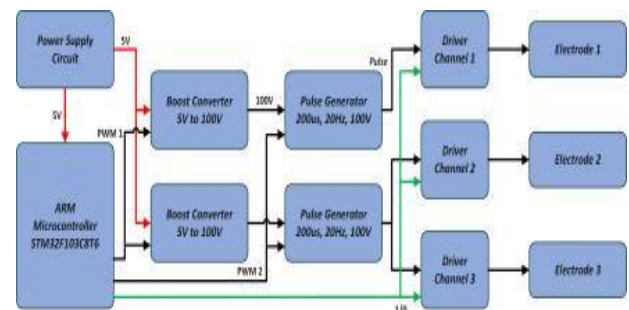 Power Supply
Circuit
5V
5V
PWM 1
ARM
Microcontroller
STM32F103C8T6
Boost Converter
5V to 100V
100V
Pulse Generator
200us, 20Hz, 100V
Pulse
Driver
Channel 1
Electrode 1
Boost Converter
5V to 100V
Pulse Generator
200us, 20Hz, 100V
PWM 2
Driver
Channel 2
Electrode 2
Driver
Channel 3
Electrode 3